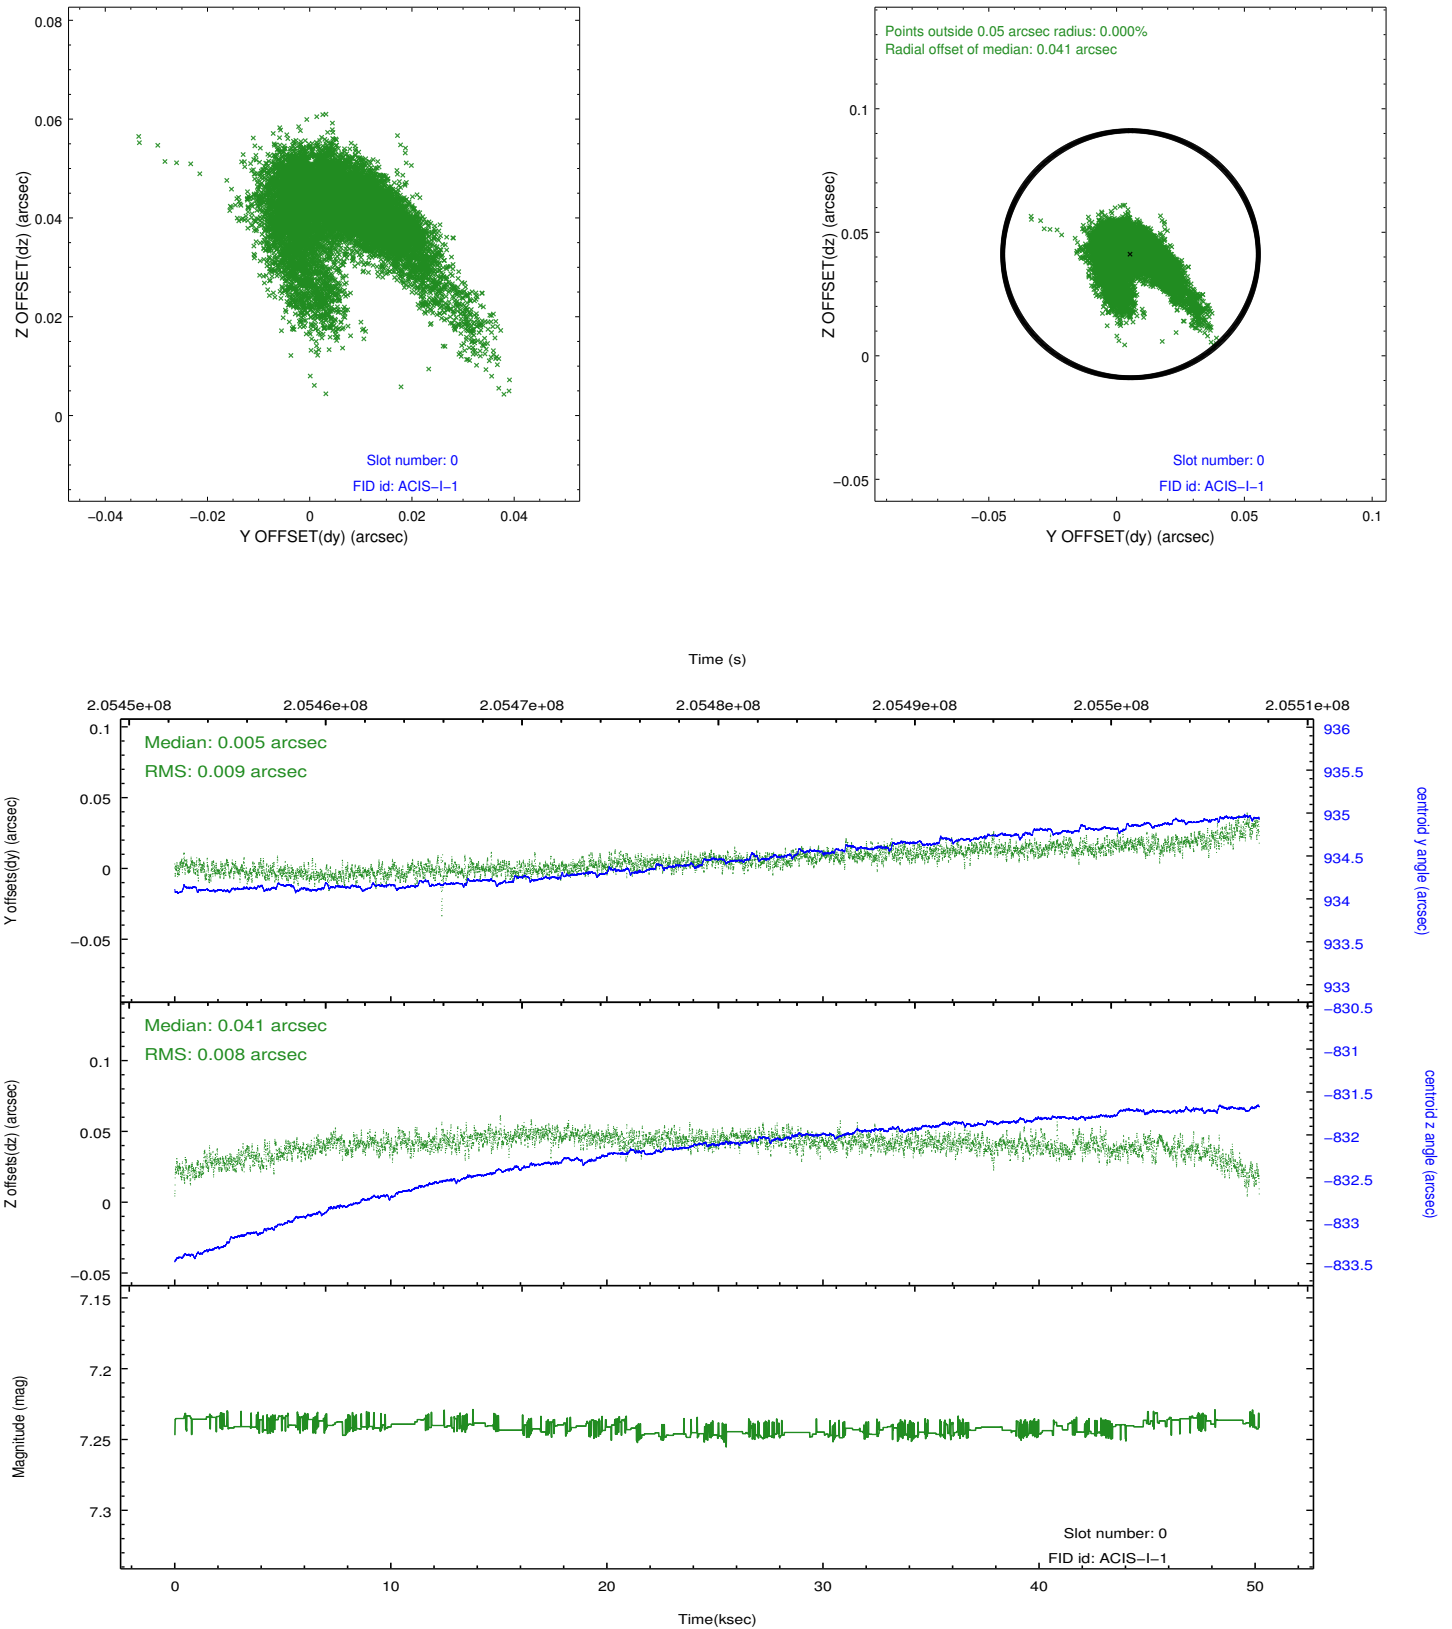 0.08
0.06
0.04
0.02
0
Z OFFSET(dz) (arcsec)
Slot number: 0
FID id: ACIS−I−1
−0.04
−0.02
0
0.02
0.04
Y OFFSET(dy) (arcsec)
Points outside 0.05 arcsec radius: 0.000%
Radial offset of median: 0.041 arcsec
0.1
0.05
0
−0.05
Z OFFSET(dz) (arcsec)
Slot number: 0
FID id: ACIS−I−1
−0.05
0
0.05
0.1
Y OFFSET(dy) (arcsec)
Time (s)
2.0545e+08
2.0546e+08
2.0547e+08
2.0548e+08
2.0549e+08
2.055e+08
2.0551e+08
Median: 0.005 arcsec
RMS: 0.009 arcsec
0.1
0.05
0
−0.05
Y offsets(dy) (arcsec)
936
935.5
935
934.5
934
933.5
933
centroid y angle (arcsec)
Median: 0.041 arcsec
RMS: 0.008 arcsec
0.1
0.05
0
−0.05
Z offsets(dz) (arcsec)
−830.5
−831
−831.5
−832
−832.5
−833
−833.5
centroid z angle (arcsec)
7.15
7.2
7.25
7.3
Magnitude (mag)
Slot number: 0
FID id: ACIS−I−1
0
10
20
30
40
50
Time(ksec)